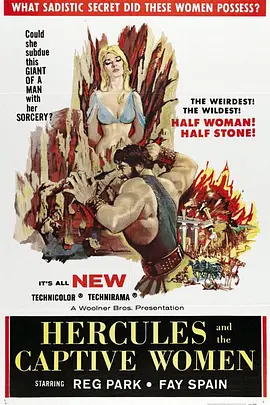 WHAT SADISTIC SECRET DID THESE WOMEN POSSESS?
Could
she
subdue
this
GIANT OF
A MAN
with
her
SORCERY?
THE WEIRDEST!
THE WILDEST!
HALF WOMAN!
HALF STONE!
IT'S ALL NEW
TECHNICOLOR® TECHNIRAMA®
A Woolner Bros. Presentation
HERCULES and the
CAPTIVE WOMEN
STARRING REG PARK • FAY SPAIN